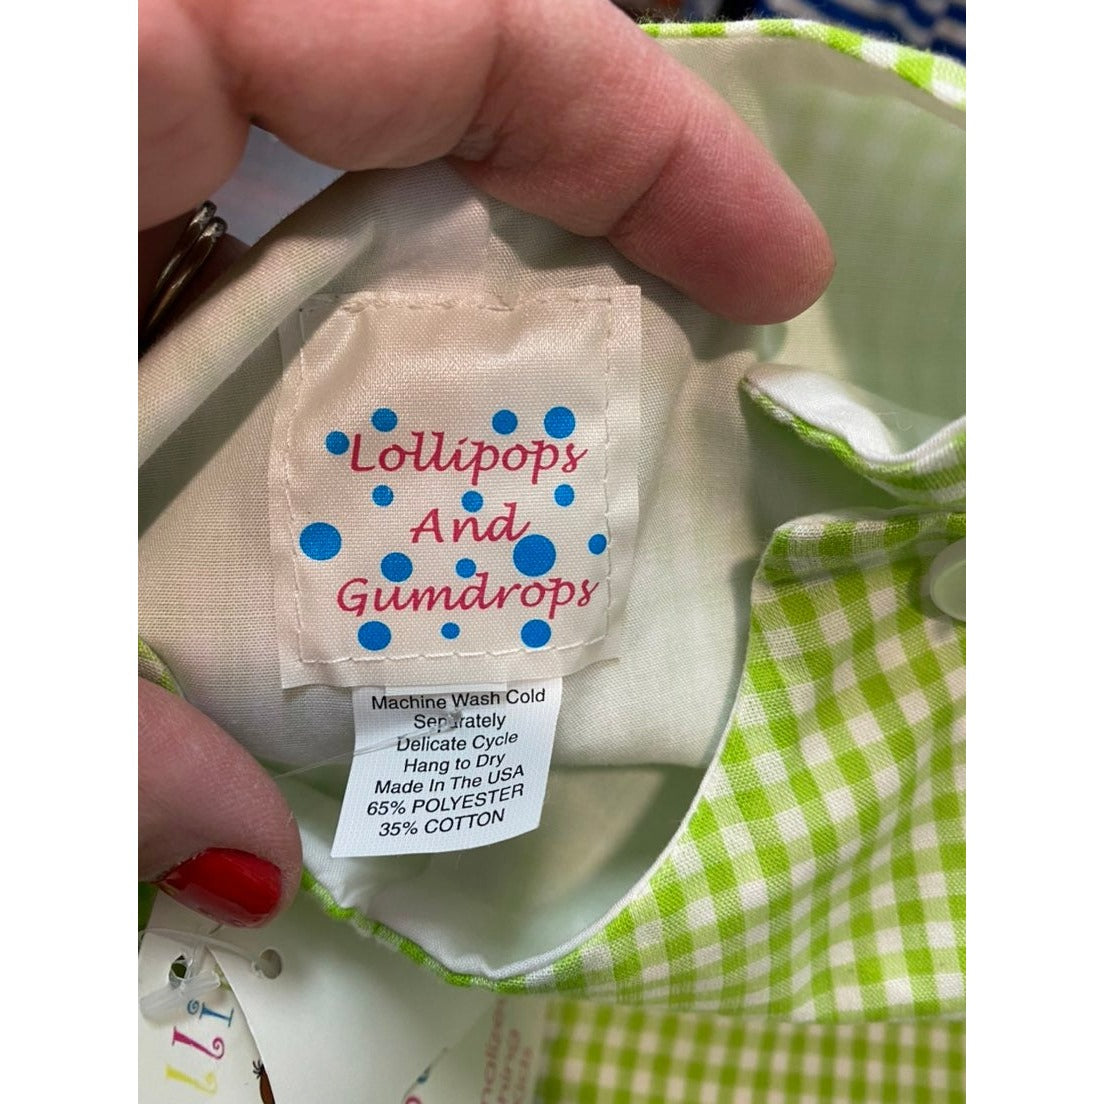 Lollipops
And
Gumdrops
Machine Wash Cold
Separately
Delicate Cycle
Hang to Dry
Made In The USA
65% POLYESTER
35% COTTON